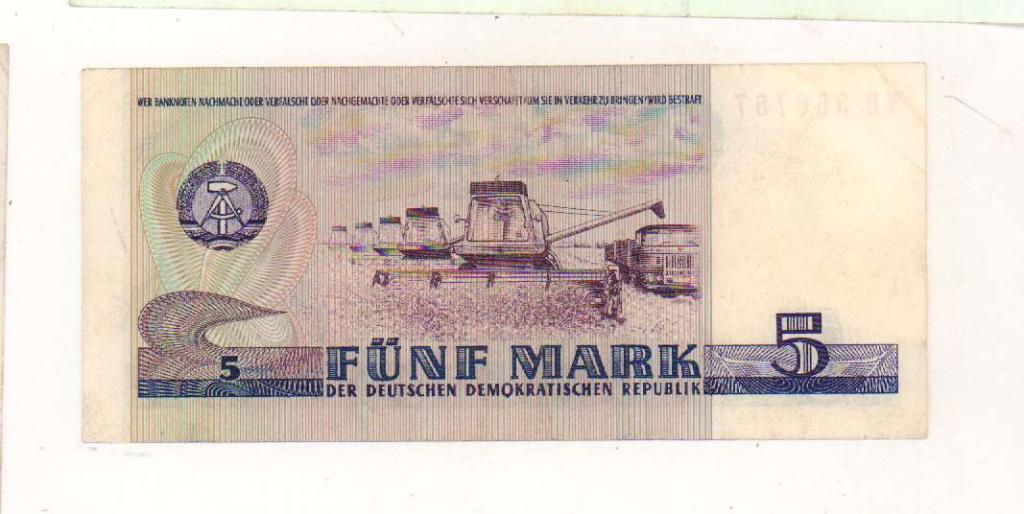 WER BANKNOTEN NACHMACHT ODER VERFÄLSCHT ODER NACHGEMACHTE ODER VERFÄLSCHTE SICH VERSCHAFFT/UM SIE IN VERKEHR ZU BRINGEN/WIRD BESTRAFT
5
5 FÜNF MARK
DER DEUTSCHEN DEMOKRATISCHEN REPUBLIK